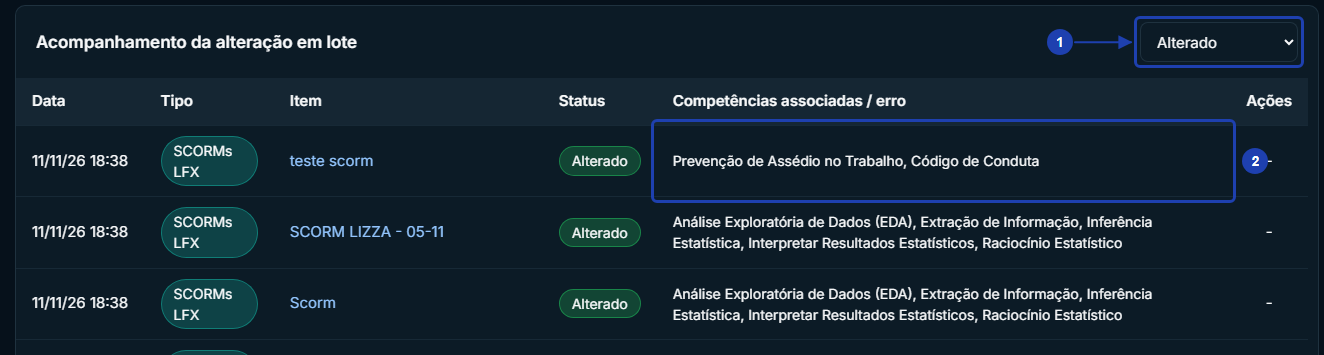 Acompanhamento da alteração em lote
1
Alterado
Data Tipo Item Status Competências associadas / erro Ações
11/11/26 18:38
SCORMs
LFX
teste scorm
Alterado
Prevenção de Assédio no Trabalho, Código de Conduta
2
-
11/11/26 18:38
SCORMs
LFX
SCORM LIZZA - 05-11
Alterado
Análise Exploratória de Dados (EDA), Extração de Informação, Inferência
Estatística, Interpretar Resultados Estatísticos, Raciocínio Estatístico
-
11/11/26 18:38
SCORMs
LFX
Scorm
Alterado
Análise Exploratória de Dados (EDA), Extração de Informação, Inferência
Estatística, Interpretar Resultados Estatísticos, Raciocínio Estatístico
-